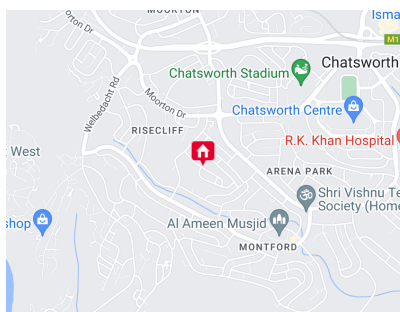 MOORTON
Isma
M1
Chatsworth
Chatsworth Stadium
Welbedacht Rd
Moorton Dr
Chatsworth Centre
RISECLIFF
R.K. Khan Hospital
West
ARENA PARK
Shri Vishnu Te
Society (Home
shop
Al Ameen Musjid
MONTFORD